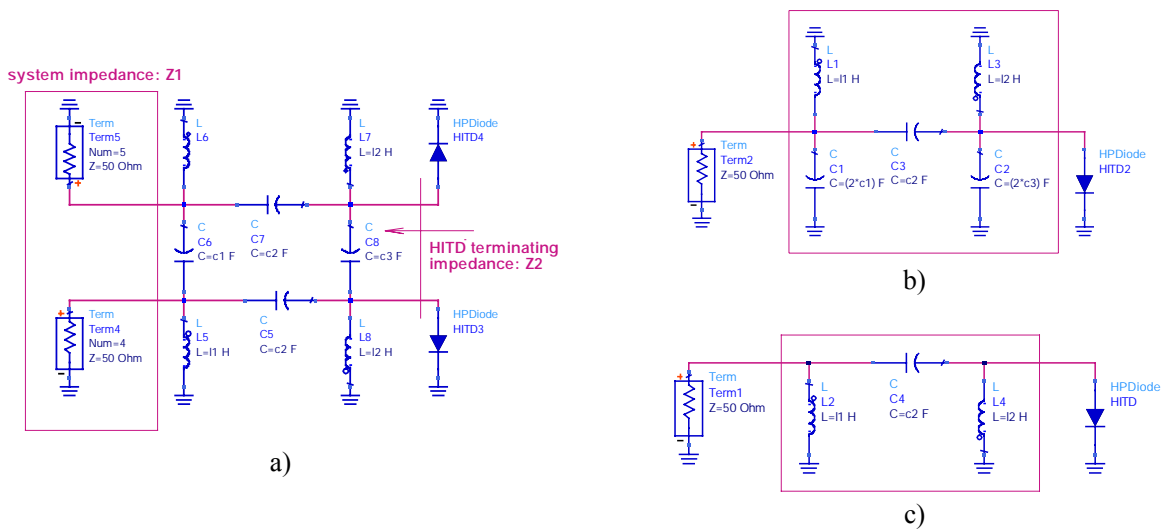 system impedance: Z1
Term
Term5
Num=5
Z=50 Ohm
L
L6
L
L7
L=l2 H
HPDiode
HITD4
C
C6
C=c1 F
C
C7
C=c2 F
C
C8
C=c3 F
HITD terminating
impedance: Z2
Term
Term4
Num=4
Z=50 Ohm
L
L5
L=l1 H
C
C5
C=c2 F
L
L8
L=l2 H
HPDiode
HITD3
a)
L
L1
L=l1 H
L
L3
L=l2 H
Term
Term2
Z=50 Ohm
C
C1
C=(2*c1) F
C
C3
C=c2 F
C
C2
C=(2*c3) F
HPDiode
HITD2
b)
Term
Term1
Z=50 Ohm
L
L2
L=l1 H
C
C4
C=c2 F
L
L4
L=l2 H
HPDiode
HITD
c)